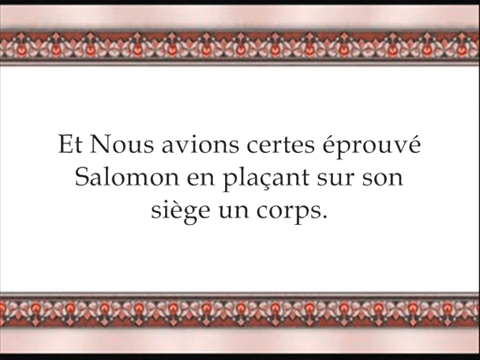 Et Nous avions certes éprouvé
Salomon en plaçant sur son
siège un corps.